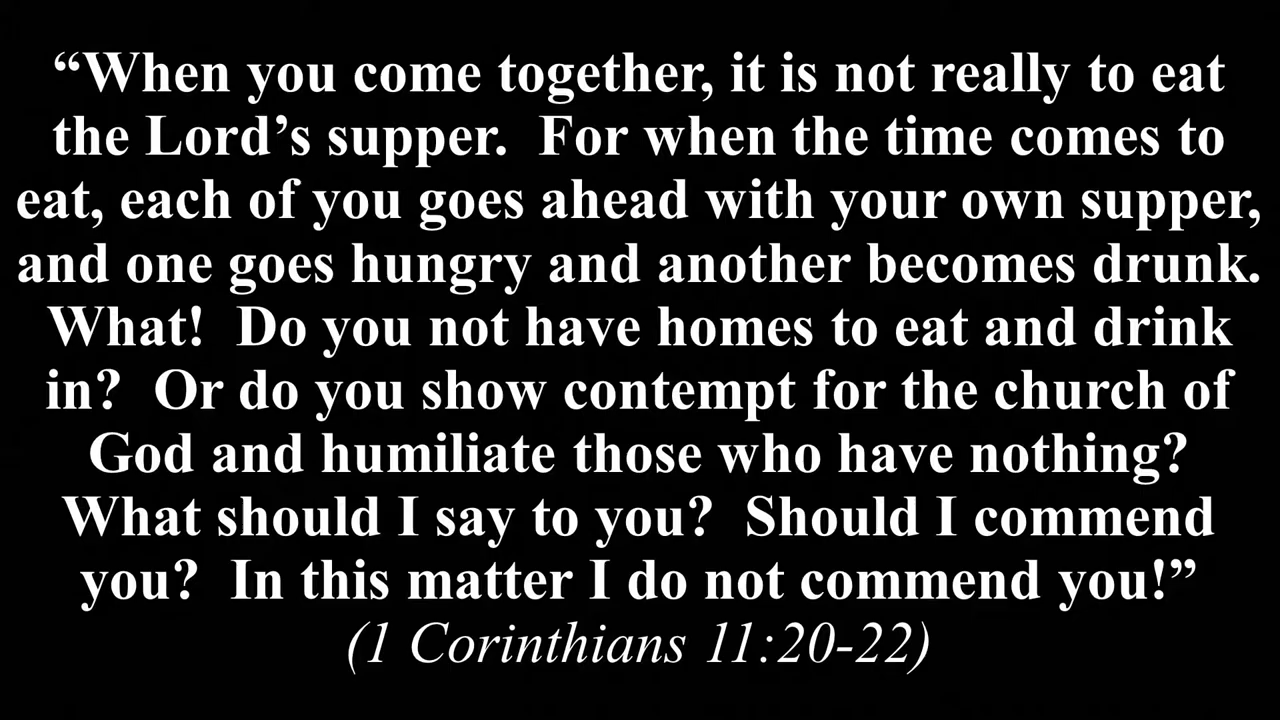 “When you come together, it is not really to eat
the Lord’s supper.  For when the time comes to
eat, each of you goes ahead with your own supper,
and one goes hungry and another becomes drunk.
What!  Do you not have homes to eat and drink
in?  Or do you show contempt for the church of
God and humiliate those who have nothing?
What should I say to you?  Should I commend
you?  In this matter I do not commend you!”
(1 Corinthians 11:20-22)